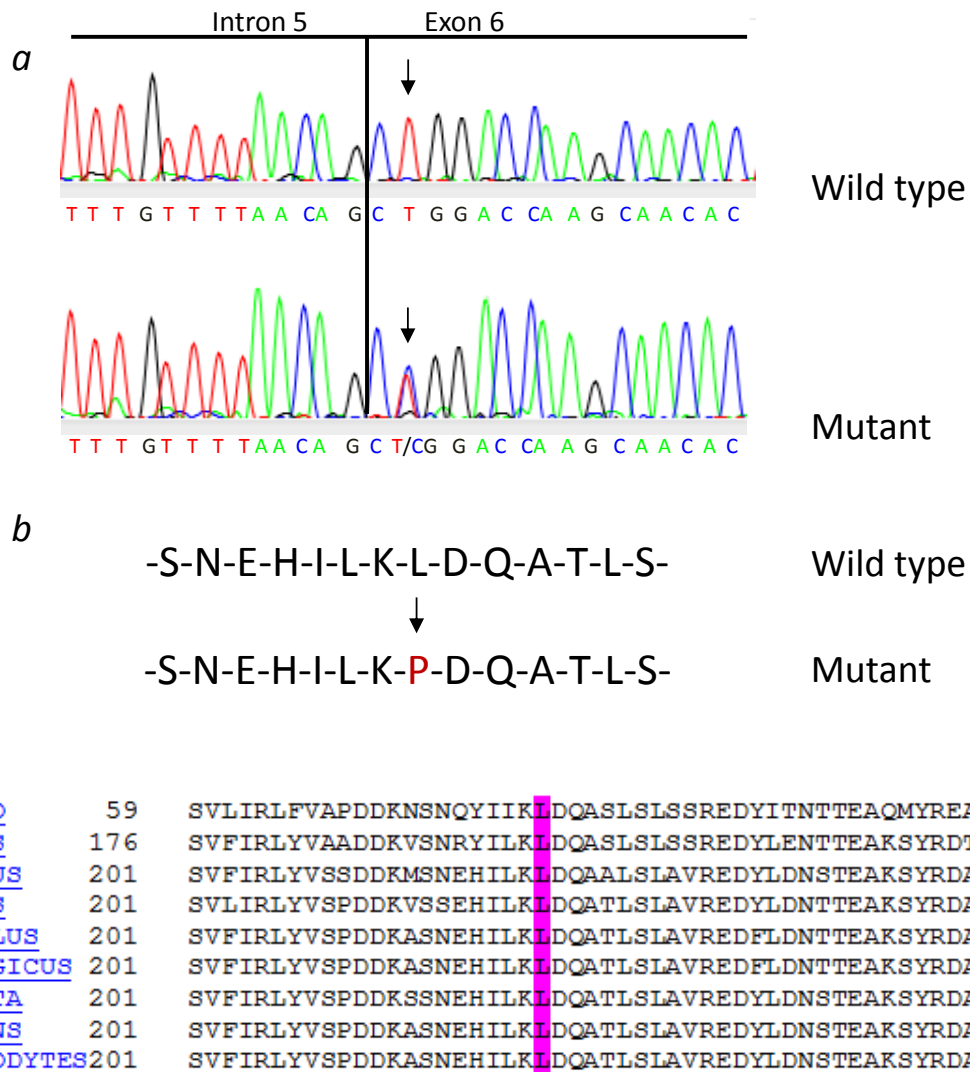 Intron 5 Exon 6
a
Wild type
T T T G T T T T A A C A G C T G G A C C A A G C A A C A C
Mutant
T T T G T T T T A A C A G C T/C G G A C C A A G C A A C A C
b
-S-N-E-H-I-L-K-L-D-Q-A-T-L-S- Wild type
-S-N-E-H-I-L-K-P-D-Q-A-T-L-S- Mutant
59 SVLIRLFVAPDDKNSNQYIIKLDQASLSLSSREDYITNTTEAQMYREA
S 176 SVFIRLYVAADDKVSNRYILKLDQASLSLSSREDYLENTTEAKSYRDT
US 201 SVFIRLYVSSDDKMSNEHILKLDQAALSLAVREDYLDNSTEAKSYRDA
S 201 SVLIRLYVSPDDKVSSEHILKLDQATLSLAVREDYLDNTTEAKSYRDA
LUS 201 SVFIRLYVSPDDKASNEHILKLDQATLSLAVREDFLDNTTEAKSYRDA
GICUS 201 SVFIRLYVSPDDKASNEHILKLDQATLSLAVREDFLDNTTEAKSYRDA
TA 201 SVFIRLYVSPDDKSSNEHILKLDQATLSLAVREDYLDNSTEAKSYRDA
NS 201 SVFIRLYVSPDDKASNEHILKLDQATLSLAVREDYLDNSTEAKSYRDA
ODYTES 201 SVFIRLYVSPDDKASNEHILKLDQATLSLAVREDYLDNSTEAKSYRDA